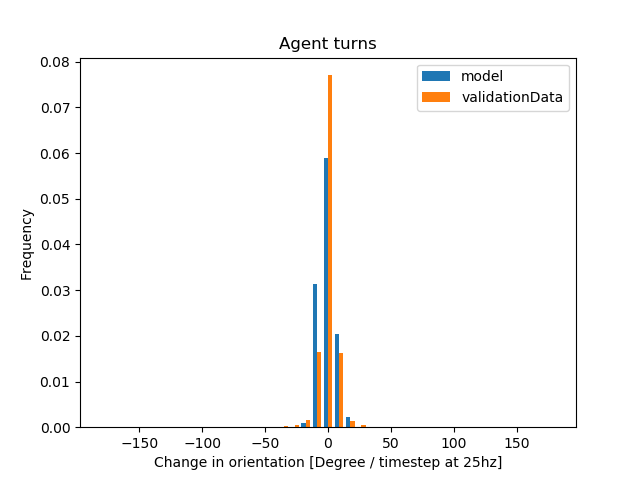 Agent turns
model
validationData
Frequency
0.08
0.07
0.06
0.05
0.04
0.03
0.02
0.01
0.00
−150 −100 −50 0 50 100 150
Change in orientation [Degree / timestep at 25hz]